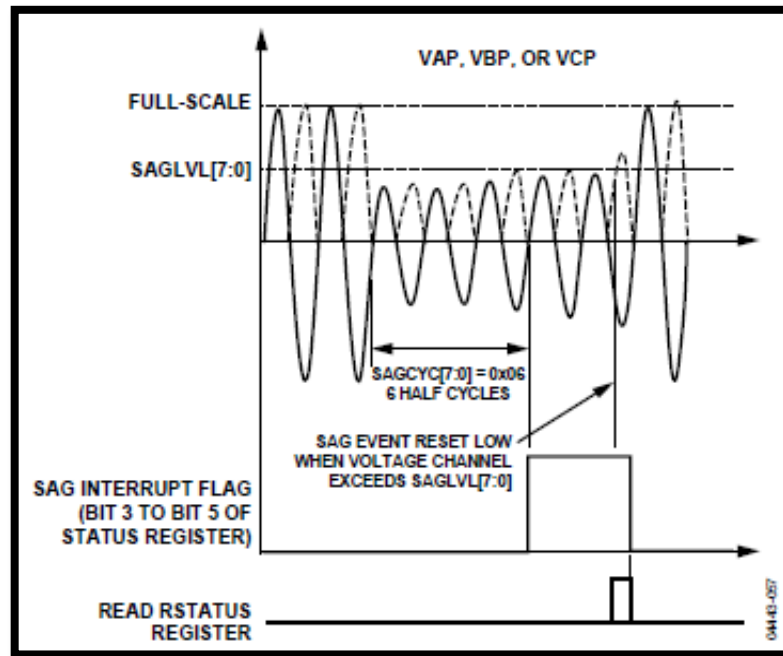 VAP, VBP, OR VCP
FULL-SCALE
SAGLVL[7:0]
SAGCYC[7:0] = 0x06
6 HALF CYCLES
SAG EVENT RESET LOW
WHEN VOLTAGE CHANNEL
EXCEEDS SAGLVL[7:0]
SAG INTERRUPT FLAG
(BIT 3 TO BIT 5 OF
STATUS REGISTER)
READ RSTATUS
REGISTER
04443-057